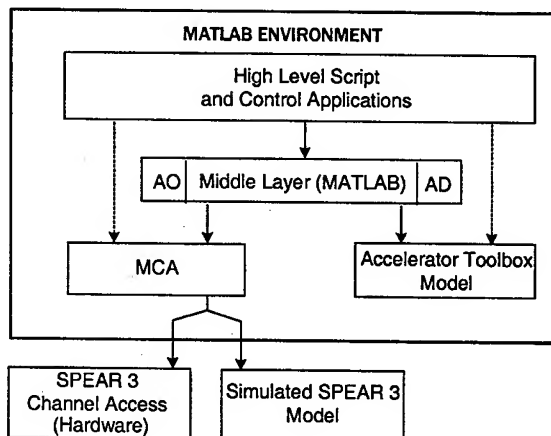 MATLAB ENVIRONMENT
High Level Script
and Control Applications
AO Middle Layer (MATLAB) AD
MCA
Accelerator Toolbox
Model
SPEAR 3
Channel Access
(Hardware)
Simulated SPEAR 3
Model